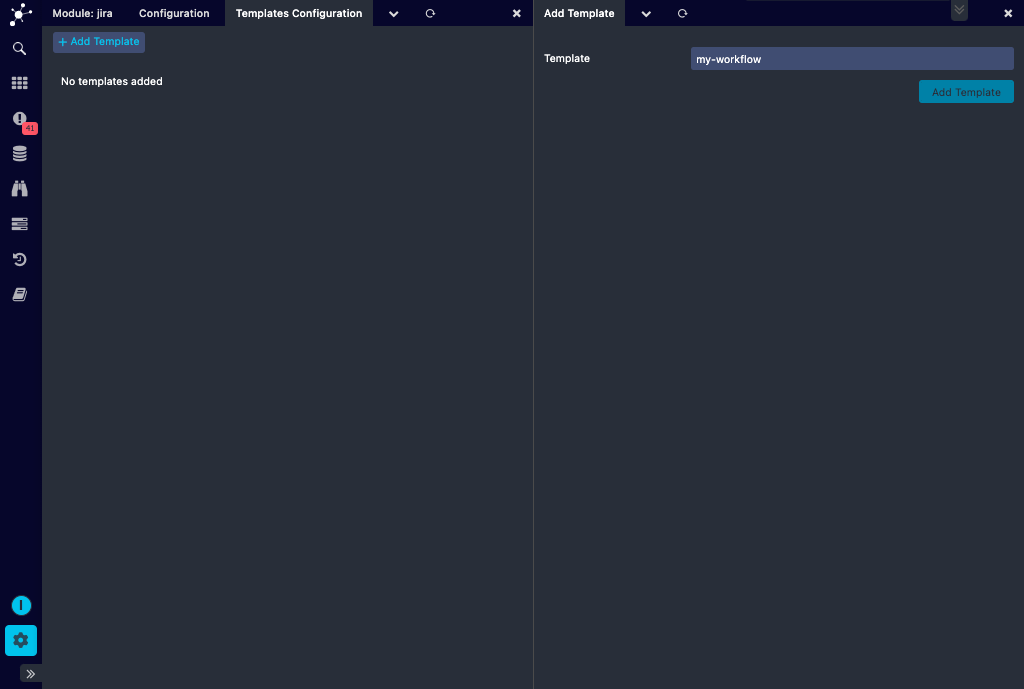 Module: jira
Configuration
Templates Configuration
Add Template
+ Add Template
Template
my-workflow
No templates added
Add Template
41
I